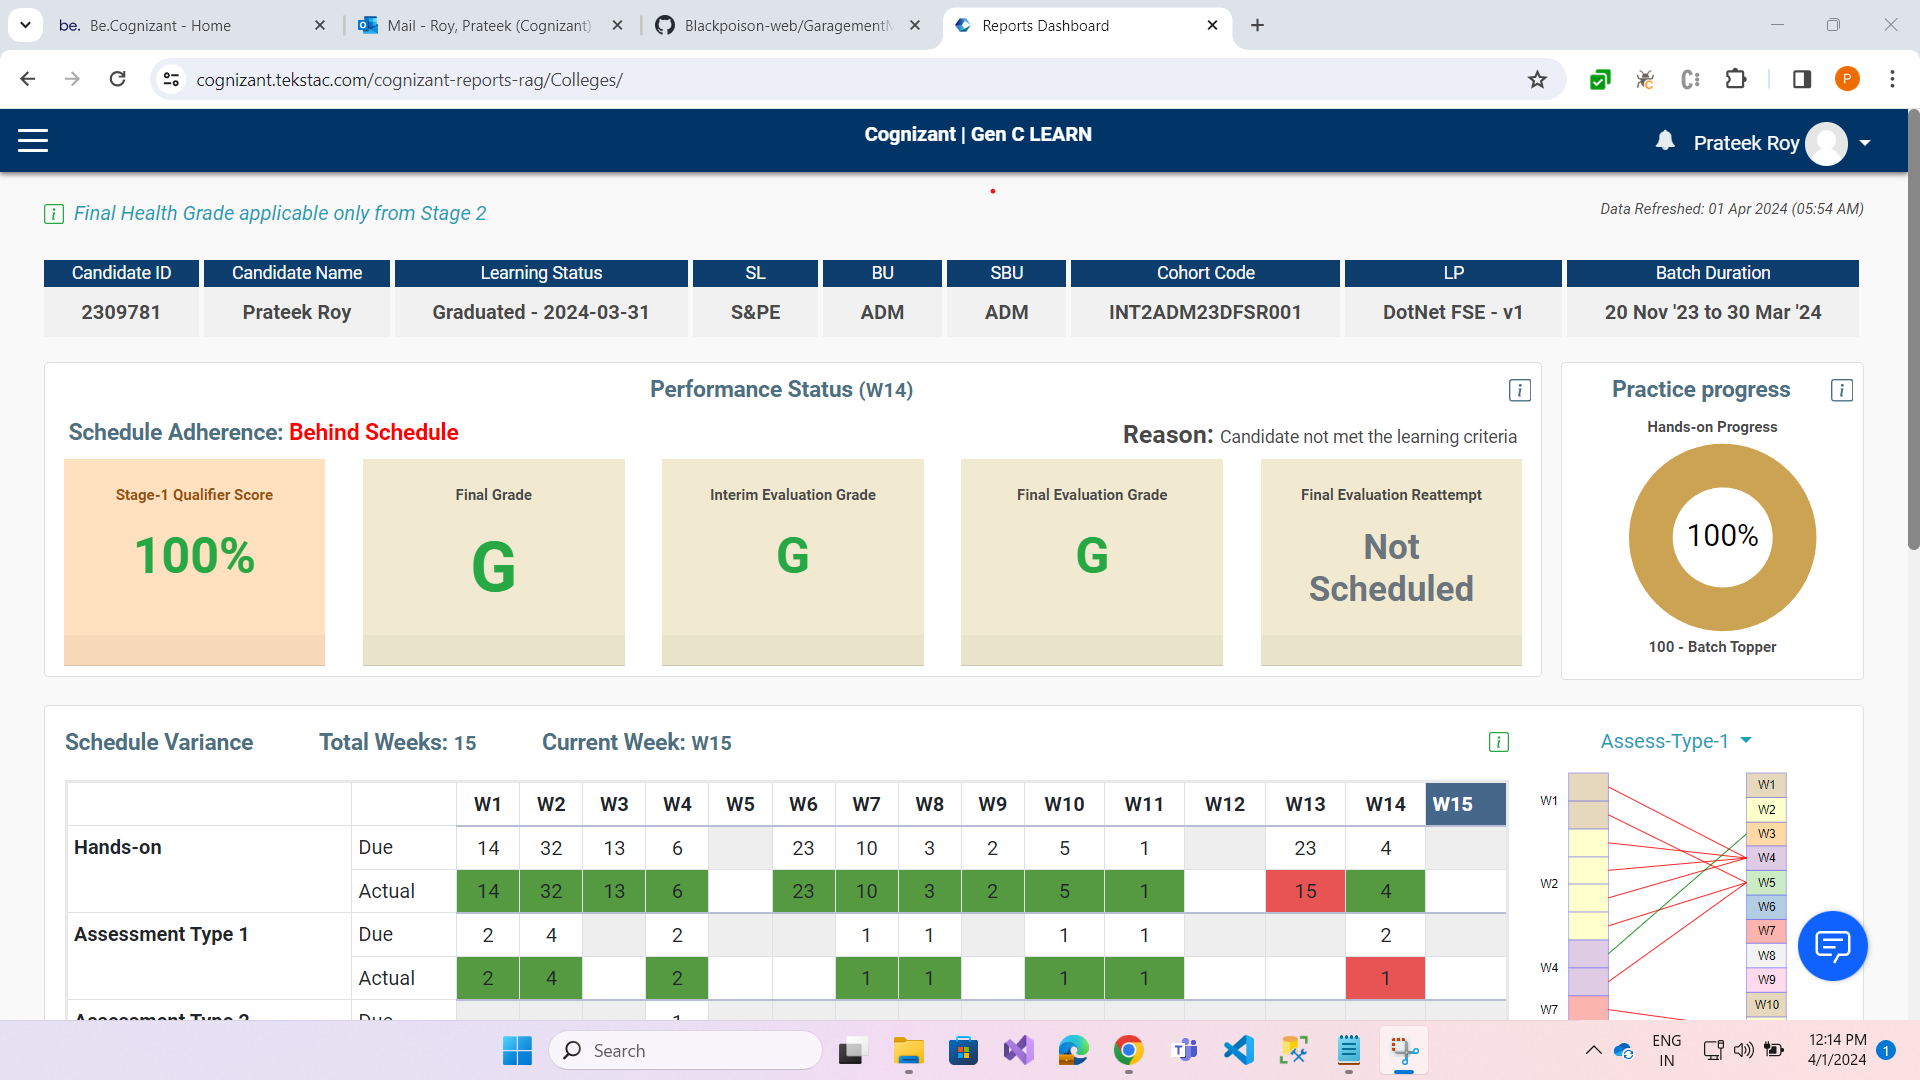 be. Be.Cognizant - Home
Mail - Roy, Prateek (Cognizant)
Blackpoison-web/GaragementM
Reports Dashboard
cognizant.tekstac.com/cognizant-reports-rag/Colleges/
P
Cognizant | Gen C LEARN
Prateek Roy
i Final Health Grade applicable only from Stage 2
Data Refreshed: 01 Apr 2024 (05:54 AM)
Candidate ID Candidate Name Learning Status SL BU SBU Cohort Code LP Batch Duration
2309781 Prateek Roy Graduated - 2024-03-31 S&PE ADM ADM INT2ADM23DFSR001 DotNet FSE - v1 20 Nov '23 to 30 Mar '24
Performance Status (W14) i
Schedule Adherence: Behind Schedule
Reason: Candidate not met the learning criteria
Stage-1 Qualifier Score
100%
Final Grade
G
Interim Evaluation Grade
G
Final Evaluation Grade
G
Final Evaluation Reattempt
Not
Scheduled
Practice progress i
Hands-on Progress
100%
100 - Batch Topper
Schedule Variance Total Weeks: 15 Current Week: W15 i
W1 W2 W3 W4 W5 W6 W7 W8 W9 W10 W11 W12 W13 W14 W15
Hands-on Due 14 32 13 6 23 10 3 2 5 1 23 4
Actual 14 32 13 6 23 10 3 2 5 1 15 4
Assessment Type 1 Due 2 4 2 1 1 1 1 2
Actual 2 4 2 1 1 1 1 1
Assessment Type 2 Due 1
Assess-Type-1
W1
W2
W4
W7
W1
W2
W3
W4
W5
W6
W7
W8
W9
W10
Search
ENG
IN
12:14 PM
4/1/2024
1